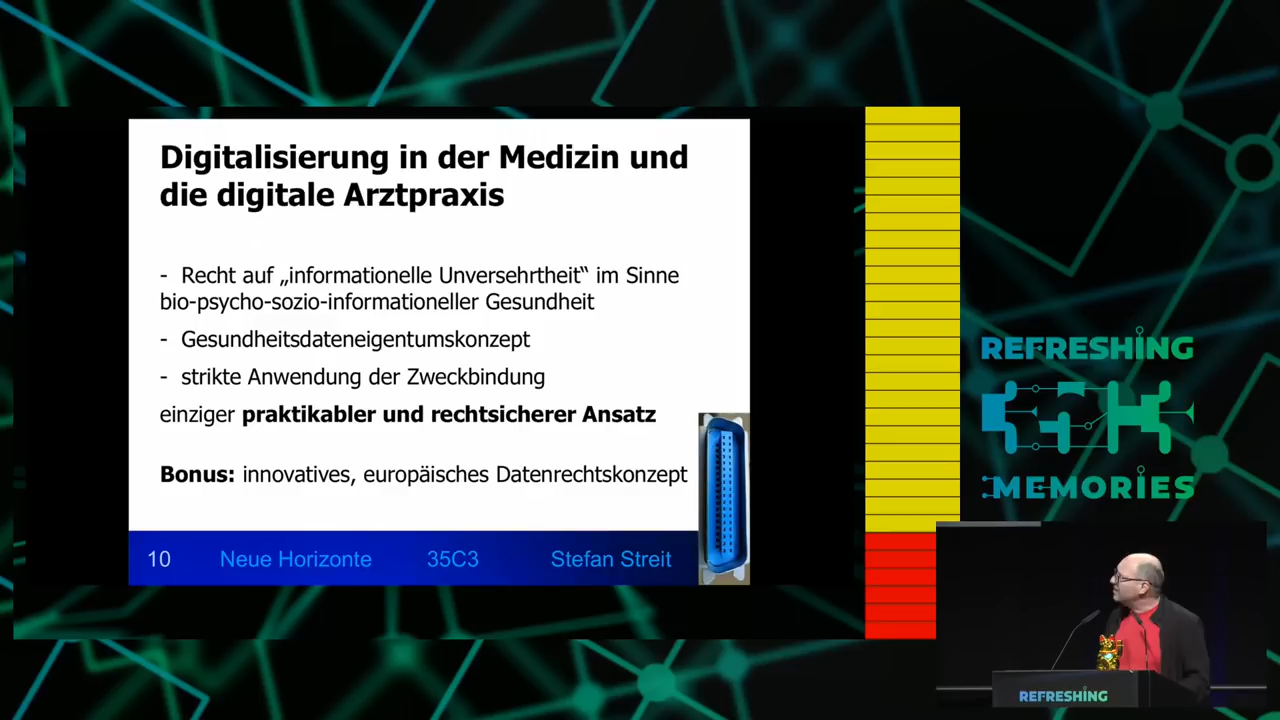 Digitalisierung in der Medizin und
die digitale Arztpraxis
- Recht auf „informationelle Unversehrtheit“ im Sinne
bio-psycho-sozio-informationeller Gesundheit
- Gesundheitsdateneigentumskonzept
- strikte Anwendung der Zweckbindung
einziger praktikabler und rechtsicherer Ansatz
Bonus: innovatives, europäisches Datenrechtskonzept
10 Neue Horizonte 35C3 Stefan Streit
REFRESHING
35C3
MEMORIES
REFRESHING